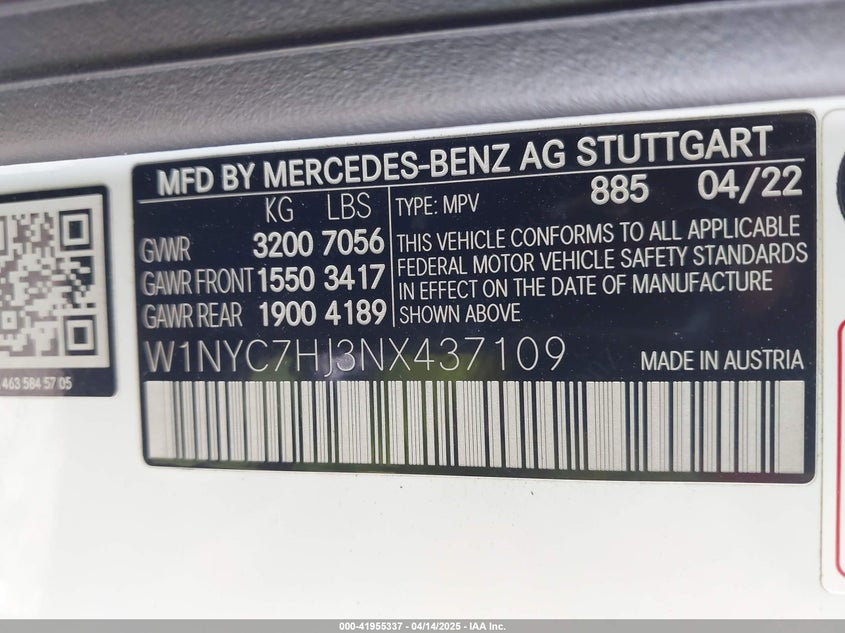 MFD BY MERCEDES-BENZ AG STUTTGART
885 04/22
KG LBS
GVWR 3200 7056
GAWR FRONT 1550 3417
GAWR REAR 1900 4189
TYPE: MPV
THIS VEHICLE CONFORMS TO ALL APPLICABLE
FEDERAL MOTOR VEHICLE SAFETY STANDARDS
IN EFFECT ON THE DATE OF MANUFACTURE
SHOWN ABOVE.
W1NYC7HJ3NX437109
MADE IN AUSTRIA
463 584 57 05
000-41955337 - 04/14/2025 - IAA Inc.